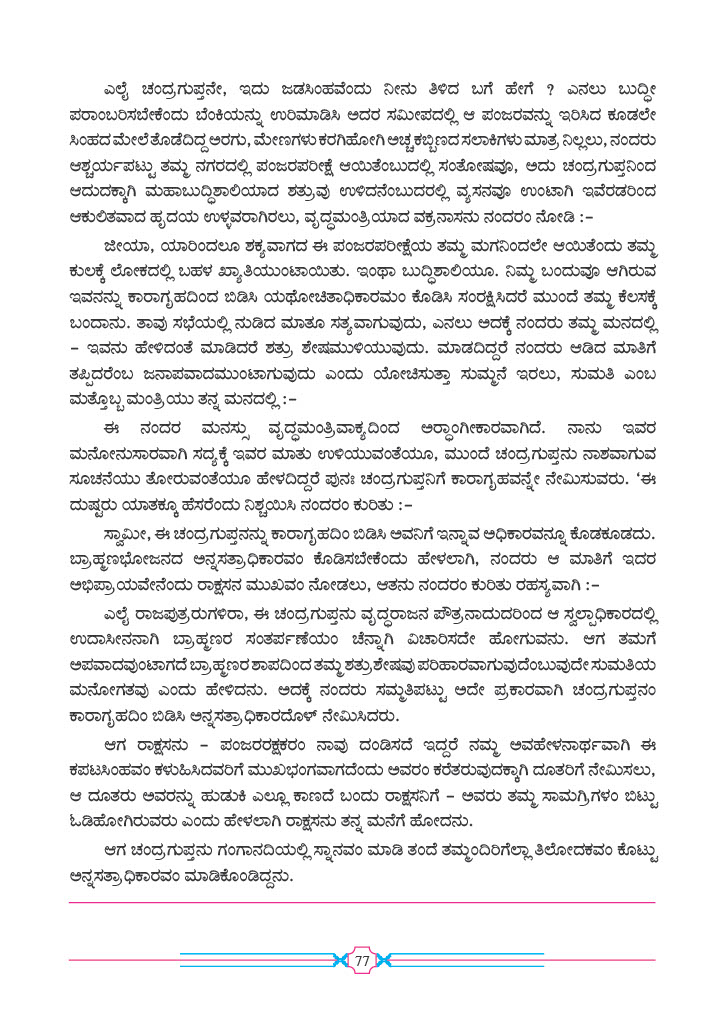 ಎಲೈ ಚಂದ್ರಗುಪ್ತನೇ, ಇದು ಜಡಸಿಂಹವೆಂದು ನೀನು ತಿಳಿದ ಬಗೆ ಹೇಗೆ ? ಎನಲು ಬುದ್ಧೀ
ಪರಾಂಬರಿಸಬೇಕೆಂದು ಬೆಂಕಿಯನ್ನು ಉರಿಮಾಡಿಸಿ ಅದರ ಸಮೀಪದಲ್ಲಿ ಆ ಪಂಜರವನ್ನು ಇರಿಸಿದ ಕೂಡಲೇ
ಸಿಂಹದ ಮೇಲೆ ತೊಡೆದಿದ್ದ ಅರಗು, ಮೇಣಗಳು ಕರಗಿಹೋಗಿ ಅಚ್ಚ ಕಬ್ಬಿಣದ ಸಲಾಕಿಗಳು ಮಾತ್ರ ನಿಲ್ಲಲು, ನಂದರು
ಆಶ್ಚರ್ಯಪಟ್ಟು ತಮ್ಮ ನಗರದಲ್ಲಿ ಪಂಜರಪರೀಕ್ಷೆ ಆಯಿತೆಂಬುದಲ್ಲಿ ಸಂತೋಷವೂ, ಅದು ಚಂದ್ರಗುಪ್ತನಿಂದ
ಆದುದಕ್ಕಾಗಿ ಮಹಾಬುದ್ಧಿಶಾಲಿಯಾದ ಶತ್ರುವು ಉಳಿದನೆಂಬುದರಲ್ಲಿ ವ್ಯಸನವೂ ಉಂಟಾಗಿ ಇವೆರಡರಿಂದ
ಆಕುಲಿತವಾದ ಹೃದಯ ಉಳ್ಳವರಾಗಿರಲು, ವೃದ್ಧಮಂತ್ರಿಯಾದ ವಕ್ರನಾಸನು ನಂದರಂ ನೋಡಿ :–
ಜೀಯಾ, ಯಾರಿಂದಲೂ ಶಕ್ಯವಾಗದ ಈ ಪಂಜರಪರೀಕ್ಷೆಯ ತಮ್ಮ ಮಗನಿಂದಲೇ ಆಯಿತೆಂದು ತಮ್ಮ
ಕುಲಕ್ಕೆ ಲೋಕದಲ್ಲಿ ಬಹಳ ಖ್ಯಾತಿಯುಂಟಾಯಿತು. ಇಂಥಾ ಬುದ್ಧಿಶಾಲಿಯೂ. ನಿಮ್ಮ ಬಂದುವೂ ಆಗಿರುವ
ಇವನನ್ನು ಕಾರಾಗೃಹದಿಂದ ಬಿಡಿಸಿ ಯಥೋಚಿತಾಧಿಕಾರಮಂ ಕೊಡಿಸಿ ಸಂರಕ್ಷಿಸಿದರೆ ಮುಂದೆ ತಮ್ಮ ಕೆಲಸಕ್ಕೆ
ಬಂದಾನು. ತಾವು ಸಭೆಯಲ್ಲಿ ನುಡಿದ ಮಾತೂ ಸತ್ಯವಾಗುವುದು, ಎನಲು ಅದಕ್ಕೆ ನಂದರು ತಮ್ಮ ಮನದಲ್ಲಿ
– ಇವನು ಹೇಳಿದಂತೆ ಮಾಡಿದರೆ ಶತ್ರು ಶೇಷಮುಳಿಯುವುದು. ಮಾಡದಿದ್ದರೆ ನಂದರು ಆಡಿದ ಮಾತಿಗೆ
ತಪ್ಪಿದರೆಂಬ ಜನಾಪವಾದಮುಂಟಾಗುವುದು ಎಂದು ಯೋಚಿಸುತ್ತಾ ಸುಮ್ಮನೆ ಇರಲು, ಸುಮತಿ ಎಂಬ
ಮತ್ತೊಬ್ಬ ಮಂತ್ರಿಯು ತನ್ನ ಮನದಲ್ಲಿ :–
ಈ ನಂದರ ಮನಸ್ಸು ವೃದ್ಧಮಂತ್ರಿವಾಕ್ಯದಿಂದ ಅರ್‍ಧಾಂಗೀಕಾರವಾಗಿದೆ. ನಾನು ಇವರ
ಮನೋನುಸಾರವಾಗಿ ಸದ್ಯಕ್ಕೆ ಇವರ ಮಾತು ಉಳಿಯುವಂತೆಯೂ, ಮುಂದೆ ಚಂದ್ರಗುಪ್ತನು ನಾಶವಾಗುವ
ಸೂಚನೆಯು ತೋರುವಂತೆಯೂ ಹೇಳದಿದ್ದರೆ ಪುನಃ ಚಂದ್ರಗುಪ್ತನಿಗೆ ಕಾರಾಗೃಹವನ್ನೇ ನೇಮಿಸುವರು. ‘ಈ
ದುಷ್ಟರು ಯಾತಕ್ಕೂ ಹೆಸರೆಂದು ನಿಶ್ಚಯಿಸಿ ನಂದರಂ ಕುರಿತು :–
ಸ್ವಾಮೀ, ಈ ಚಂದ್ರಗುಪ್ತನನ್ನು ಕಾರಾಗೃಹದಿಂ ಬಿಡಿಸಿ ಅವನಿಗೆ ಇನ್ನಾವ ಅಧಿಕಾರವನ್ನೂ ಕೊಡಕೂಡದು.
ಬ್ರಾಹ್ಮಣಭೋಜನದ ಅನ್ನಸತ್ರಾಧಿಕಾರವಂ ಕೊಡಿಸಬೇಕೆಂದು ಹೇಳಲಾಗಿ, ನಂದರು ಆ ಮಾತಿಗೆ ಇದರ
ಅಭಿಪ್ರಾಯವೇನೆಂದು ರಾಕ್ಷಸನ ಮುಖವಂ ನೋಡಲು, ಆತನು ನಂದರಂ ಕುರಿತು ರಹಸ್ಯವಾಗಿ :–
ಎಲೈ ರಾಜಪುತ್ರರುಗಳಿರಾ, ಈ ಚಂದ್ರಗುಪ್ತನು ವೃದ್ಧರಾಜನ ಪೌತ್ರನಾದುದರಿಂದ ಆ ಸ್ವಲ್ಪಾಧಿಕಾರದಲ್ಲಿ
ಉದಾಸೀನನಾಗಿ ಬ್ರಾಹ್ಮಣರ ಸಂತರ್ಪಣೆಯಂ ಚೆನ್ನಾಗಿ ವಿಚಾರಿಸದೇ ಹೋಗುವನು. ಆಗ ತಮಗೆ
ಅಪವಾದವುಂಟಾಗದೆ ಬ್ರಾಹ್ಮಣರ ಶಾಪದಿಂದ ತಮ್ಮ ಶತ್ರು ಶೇಷವು ಪರಿಹಾರವಾಗುವುದೆಂಬುವುದೇ ಸುಮತಿಯ
ಮನೋಗತವು ಎಂದು ಹೇಳಿದನು. ಅದಕ್ಕೆ ನಂದರು ಸಮ್ಮತಿಪಟ್ಟು ಅದೇ ಪ್ರಕಾರವಾಗಿ ಚಂದ್ರಗುಪ್ತನಂ
ಕಾರಾಗೃಹದಿಂ ಬಿಡಿಸಿ ಅನ್ನಸತ್ರಾಧಿಕಾರದೊಳ್ ನೇಮಿಸಿದರು.
ಆಗ ರಾಕ್ಷಸನು – ಪಂಜರರಕ್ಷಕರಂ ನಾವು ದಂಡಿಸದೆ ಇದ್ದರೆ ನಮ್ಮ ಅವಹೇಳನಾರ್ಥವಾಗಿ ಈ
ಕಪಟಸಿಂಹವಂ ಕಳುಹಿಸಿದವರಿಗೆ ಮುಖಭಂಗವಾಗದೆಂದು ಅವರಂ ಕರೆತರುವುದಕ್ಕಾಗಿ ದೂತರಿಗೆ ನೇಮಿಸಲು,
ಆ ದೂತರು ಅವರನ್ನು ಹುಡುಕಿ ಎಲ್ಲೂ ಕಾಣದೆ ಬಂದು ರಾಕ್ಷಸನಿಗೆ – ಅವರು ತಮ್ಮ ಸಾಮಗ್ರಿಗಳಂ ಬಿಟ್ಟು
ಓಡಿಹೋಗಿರುವರು ಎಂದು ಹೇಳಲಾಗಿ ರಾಕ್ಷಸನು ತನ್ನ ಮನೆಗೆ ಹೋದನು.
ಆಗ ಚಂದ್ರಗುಪ್ತನು ಗಂಗಾನದಿಯಲ್ಲಿ ಸ್ನಾನವಂ ಮಾಡಿ ತಂದೆ ತಮ್ಮಂದಿರಿಗೆಲ್ಲಾ ತಿಲೋದಕವಂ ಕೊಟ್ಟು
ಅನ್ನಸತ್ರಾಧಿಕಾರವಂ ಮಾಡಿಕೊಂಡಿದ್ದನು.
77